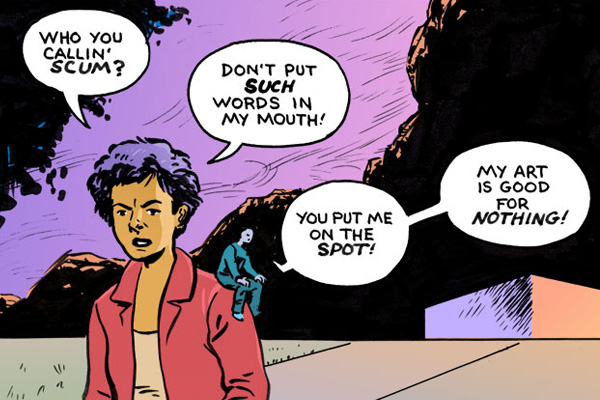 WHO YOU
CALLIN'
SCUM?
DON'T PUT
SUCH
WORDS IN
MY MOUTH!
YOU PUT ME
ON THE
SPOT!
MY ART
IS GOOD
FOR
NOTHING!